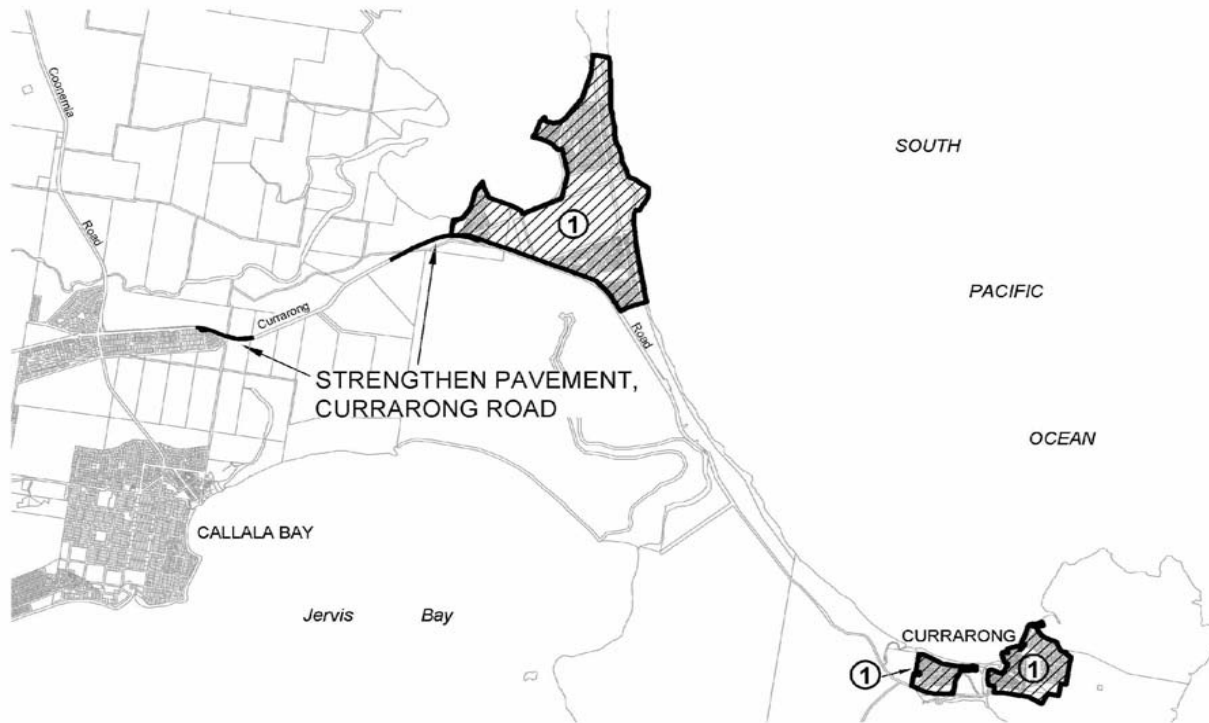 Coonemia
Road
SOUTH
1
PACIFIC
Currarong
Road
STRENGTHEN PAVEMENT,
CURRARONG ROAD
OCEAN
CALLALA BAY
Jervis Bay
CURRARONG
1
1